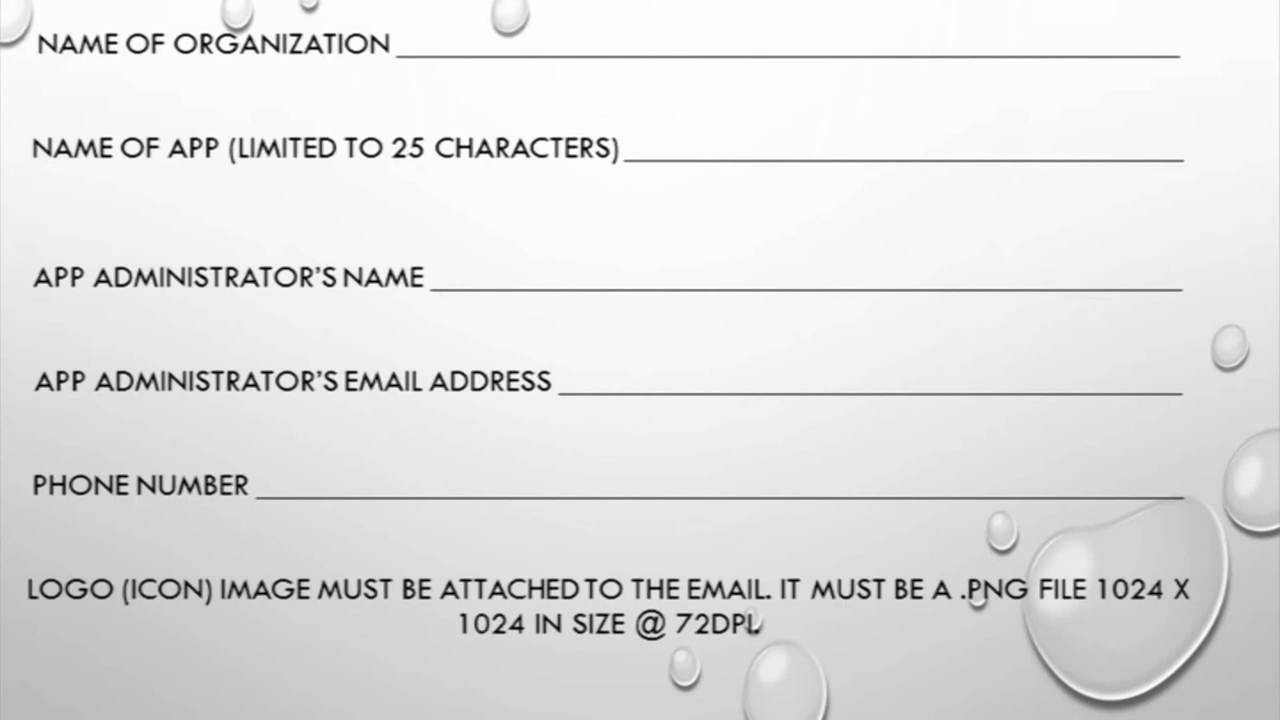 NAME OF ORGANIZATION
NAME OF APP (LIMITED TO 25 CHARACTERS)
APP ADMINISTRATOR'S NAME
APP ADMINISTRATOR'S EMAIL ADDRESS
PHONE NUMBER
LOGO (ICON) IMAGE MUST BE ATTACHED TO THE EMAIL. IT MUST BE A .PNG FILE 1024 X
1024 IN SIZE @ 72DPI.